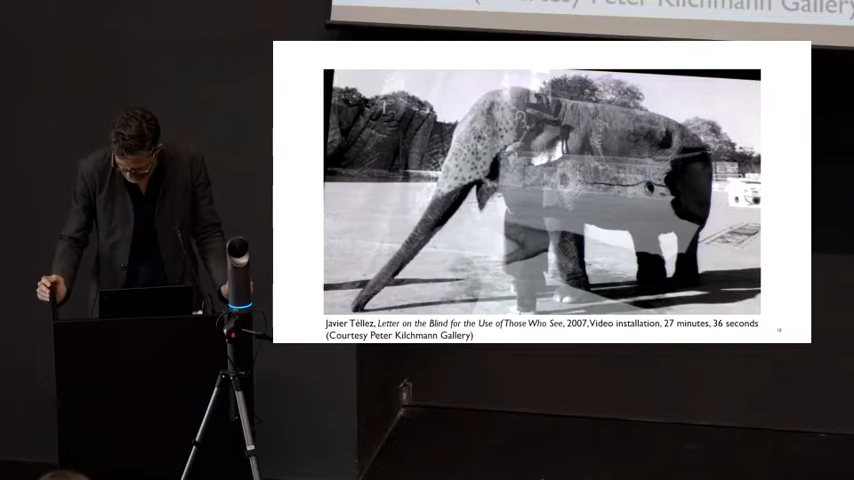 (Courtesy Peter Kilchmann Gallery)
Javier Téllez, Letter on the Blind for the Use of Those Who See, 2007,Video installation, 27 minutes, 36 seconds
(Courtesy Peter Kilchmann Gallery)